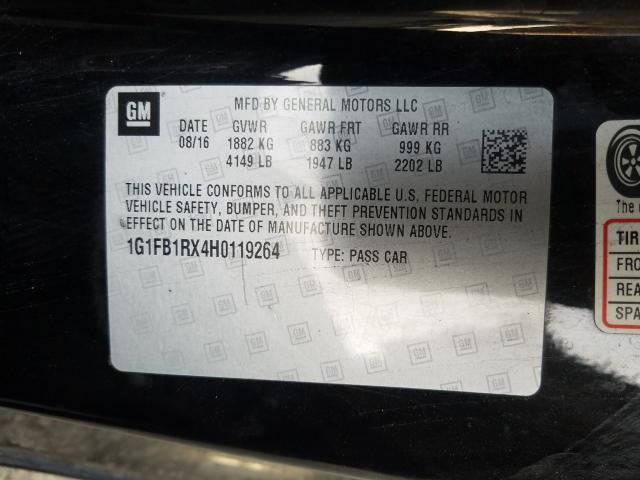 GM
MFD BY GENERAL MOTORS LLC
DATE GVWR GAWR FRT GAWR RR
08/16 1882 KG 883 KG 999 KG
4149 LB 1947 LB 2202 LB
THIS VEHICLE CONFORMS TO ALL APPLICABLE U.S. FEDERAL MOTOR
VEHICLE SAFETY, BUMPER, AND THEFT PREVENTION STANDARDS IN
EFFECT ON THE DATE OF MANUFACTURE SHOWN ABOVE.
1G1FB1RX4H0119264 TYPE: PASS CAR
The
TIR
FRO
REA
SPA